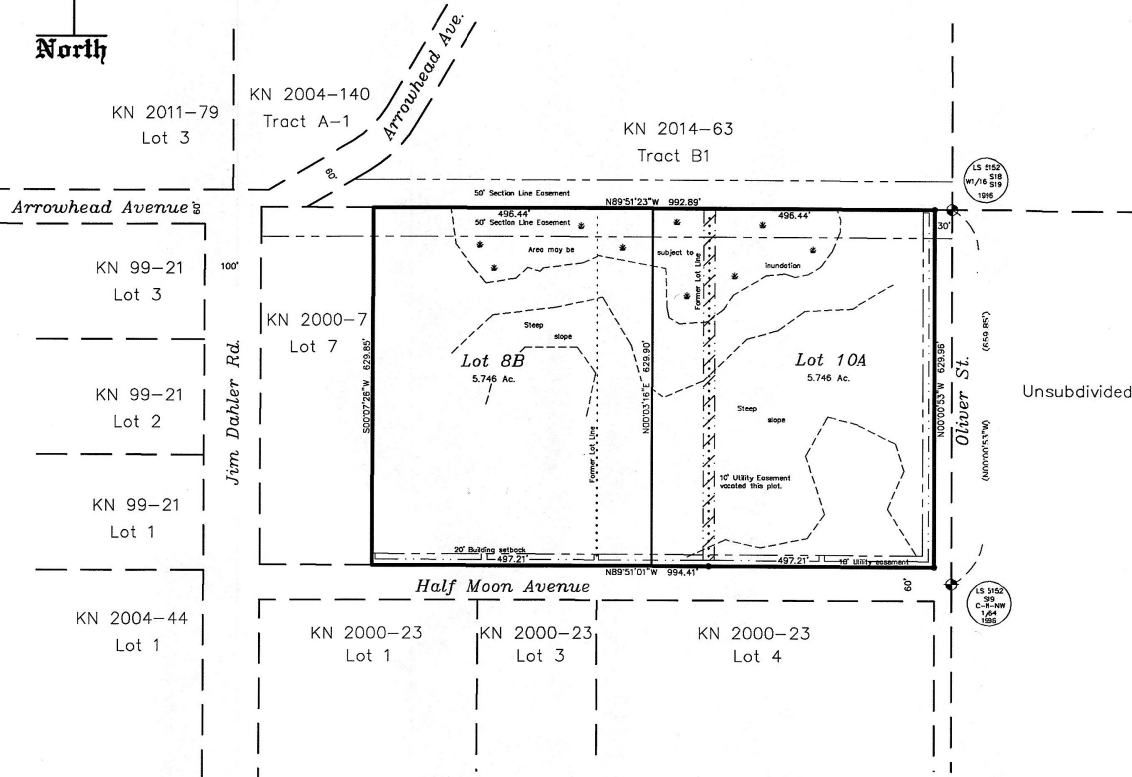 North
KN 2011-79
Lot 3
KN 2004-140
Tract A-1
Arrowhead Ave.
60'
KN 2014-63
Tract B1
LS 5152
W1/16 S18
S19
1996
Arrowhead Avenue
60'
50' Section Line Easement
N89°51'23"W 992.89'
496.44'
496.44'
50' Section Line Easement
30'
Area may be
subject to
inundation
Former Lot Line
KN 99-21
Lot 3
100'
KN 2000-7
Lot 7
Steep
slope
Lot 8B
5.746 Ac.
Lot 10A
5.746 Ac.
S00°07'26"W 629.85'
N00°03'16"E 629.90'
N00°00'53"W 629.96'
Oliver St.
(659.85')
(N00°00'53"W)
Unsubdivided
KN 99-21
Lot 2
Jim Dahler Rd.
Former Lot Line
Steep
slope
10' Utility Easement
vacated this plat.
KN 99-21
Lot 1
20' Building setback
497.21'
497.21'
10' Utility easement
N89°51'01"W 994.41'
Half Moon Avenue
60'
LS 5152
S19
C-N-NW
1/64
1996
KN 2004-44
Lot 1
KN 2000-23
Lot 1
KN 2000-23
Lot 3
KN 2000-23
Lot 4